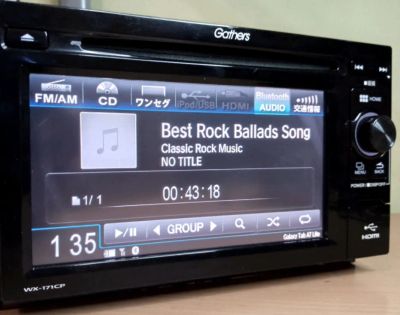 Gathers
FM/AM CD ワンセグ iPod/USB HDMI Bluetooth AUDIO 交通情報
Best Rock Ballads Song
Classic Rock Music
NO TITLE
1/1 00:43:18
GROUP
1 35
Galaxy Tab A7 Lite
HOME
MENU BACK
POWER
HDMI
WX-171CP